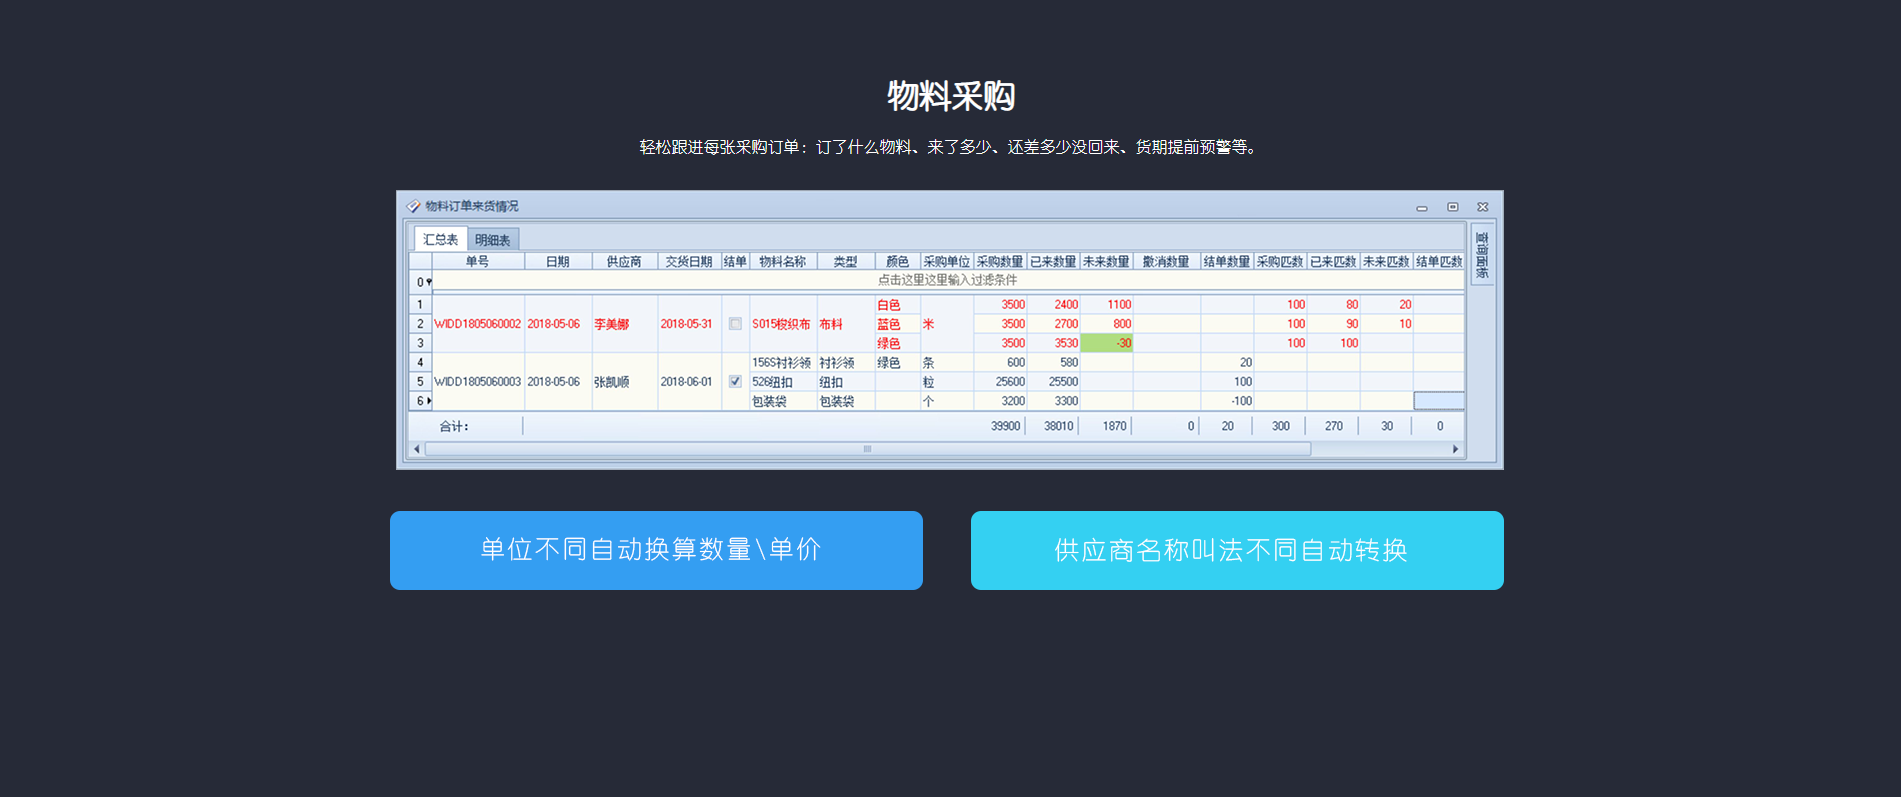 物料采购
轻松跟进每张采购订单：订了什么物料、来了多少、还差多少没回来、货期提前预警等。
物料订单来货情况
汇总表 明细表
查询面板
单号 日期 供应商 交货日期 结单 物料名称 类型 颜色 采购单位 采购数量 已来数量 未来数量 撤消数量 结单数量 采购匹数 已来匹数 未来匹数 结单匹数
0 点击这里这里输入过滤条件
1 白色 3500 2400 1100 100 80 20
2 WIDD1805060002 2018-05-06 李美娜 2018-05-31 S015梭织布 布料 蓝色 米 3500 2700 800 100 90 10
3 绿色 3500 3530 -30 100 100
4 156S衬衫领 衬衫领 绿色 条 600 580 20
5 WIDD1805060003 2018-05-06 张凯顺 2018-06-01 526纽扣 纽扣 粒 25600 25500 100
6 包装袋 包装袋 个 3200 3300 -100
合计： 39900 38010 1870 0 20 300 270 30 0
单位不同自动换算数量\单价
供应商名称叫法不同自动转换